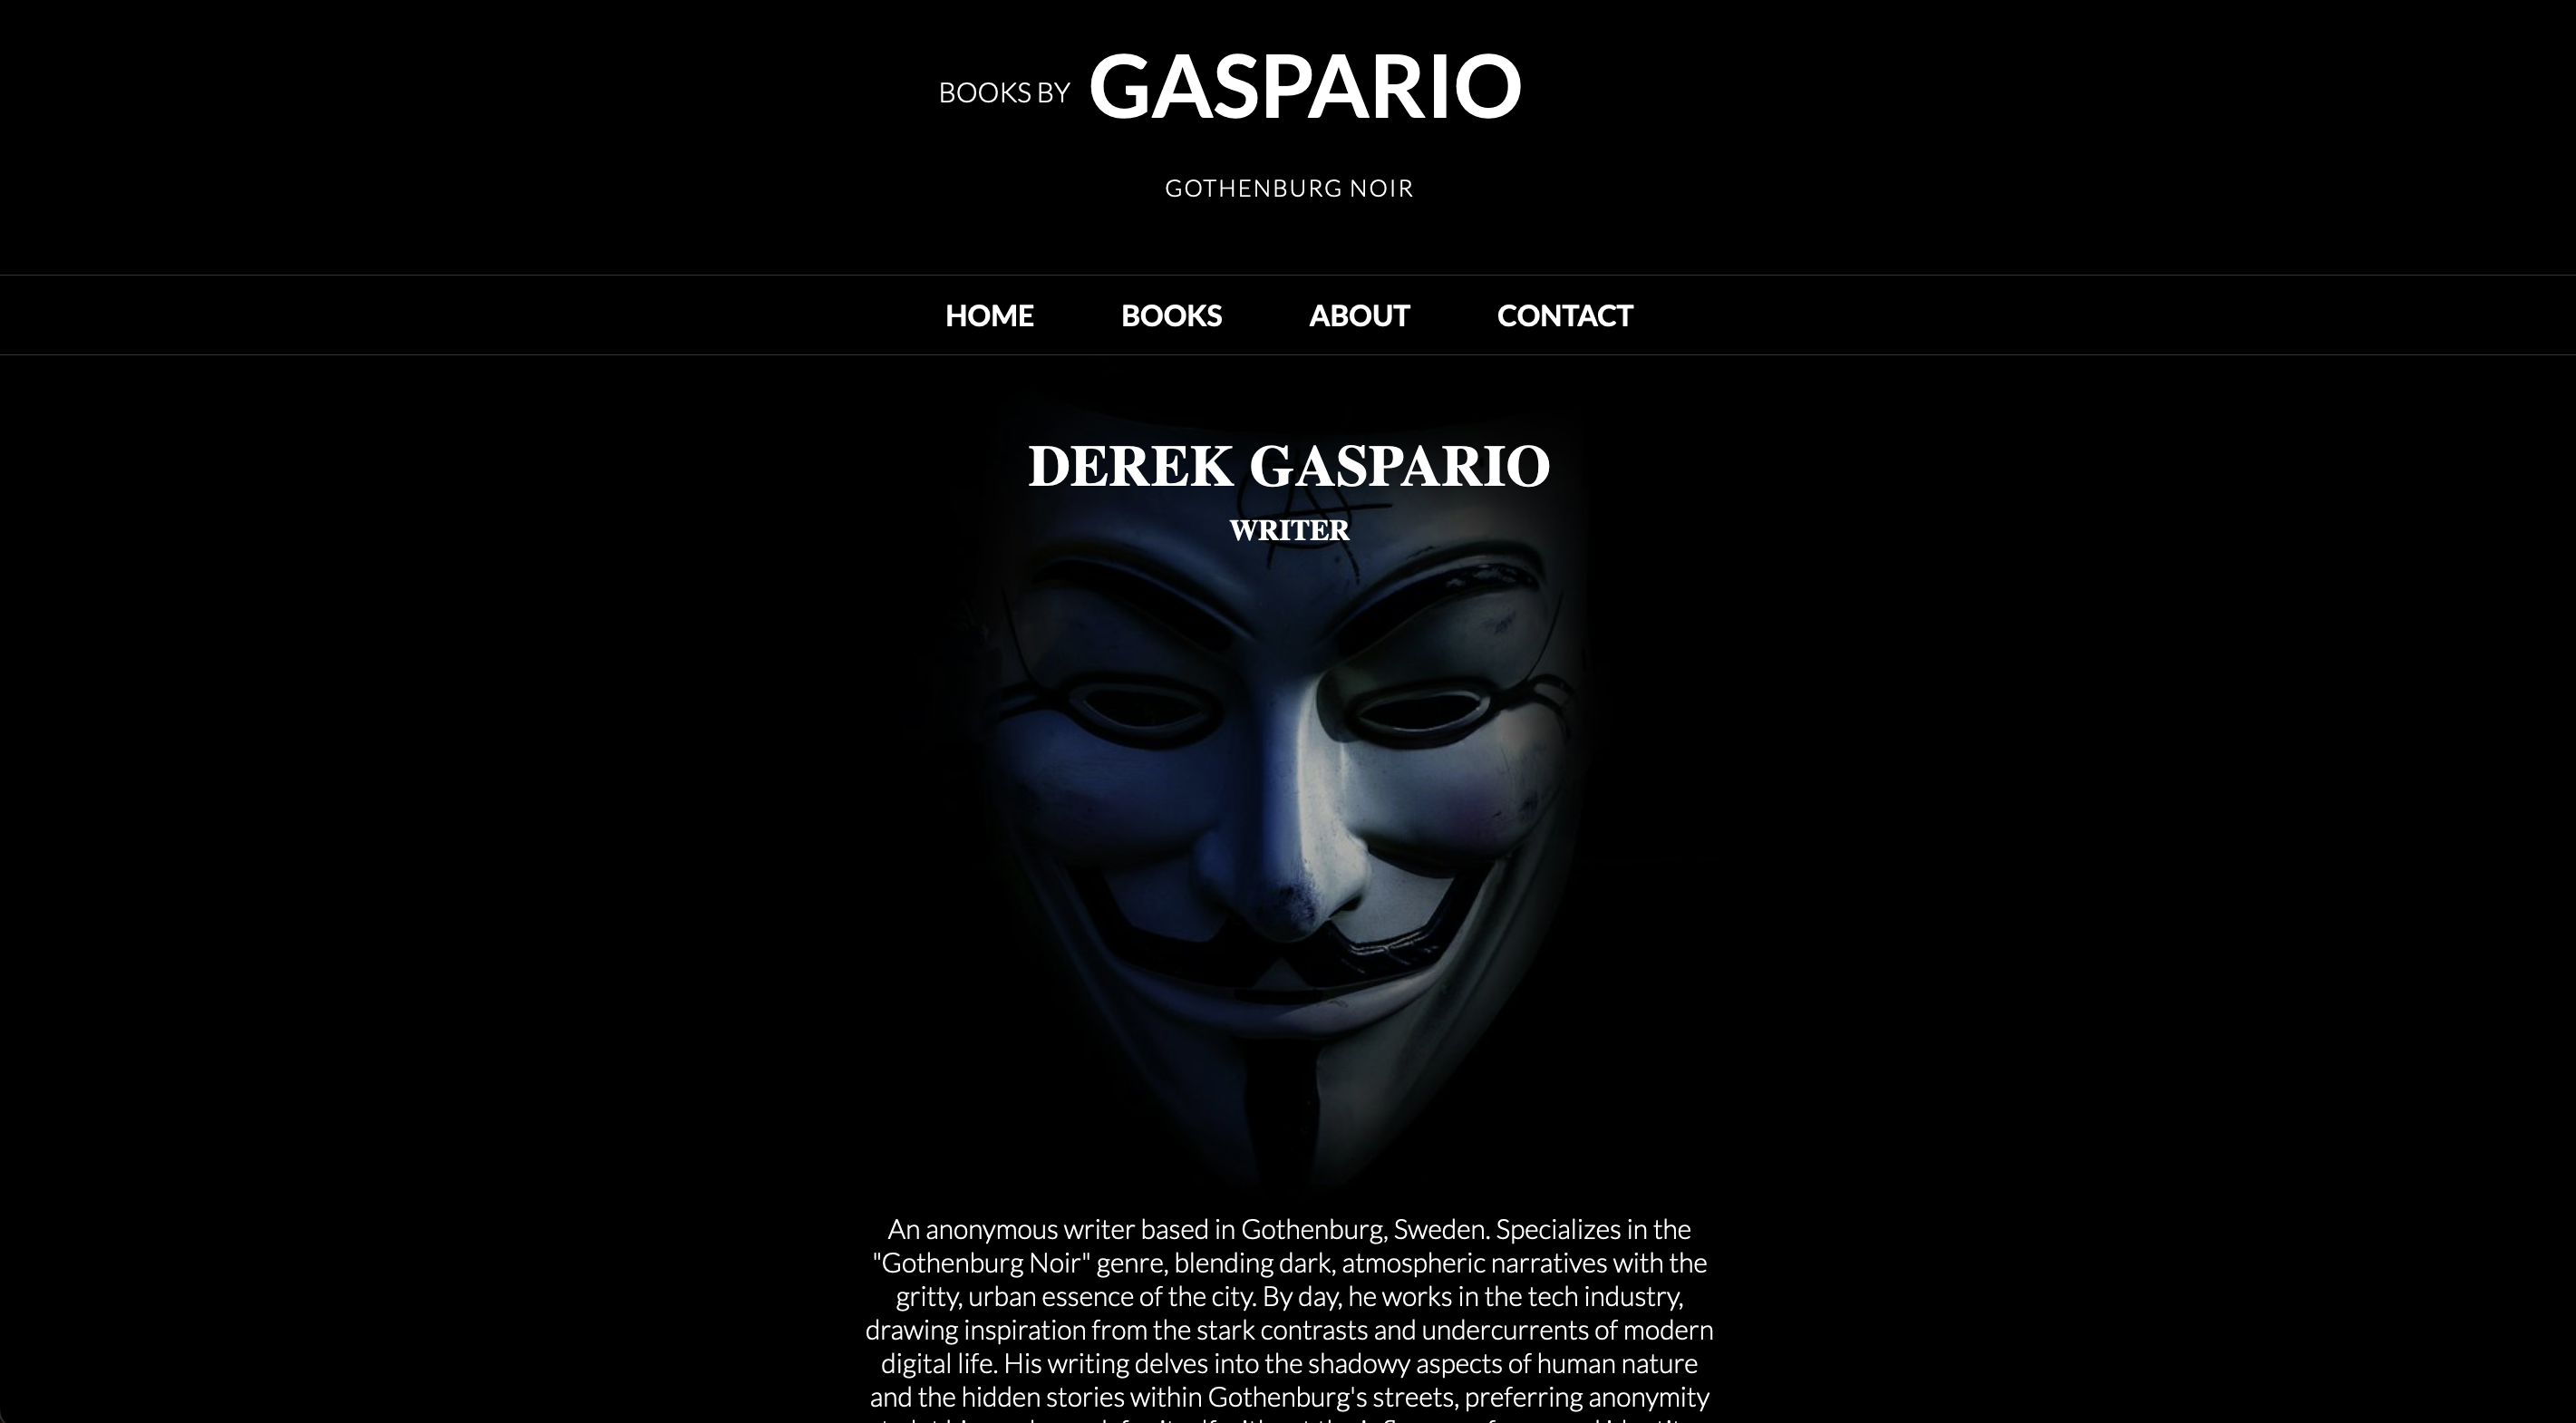 BOOKS BY GASPARIO
GOTHENBURG NOIR
HOME BOOKS ABOUT CONTACT
DEREK GASPARIO
WRITER
An anonymous writer based in Gothenburg, Sweden. Specializes in the
"Gothenburg Noir" genre, blending dark, atmospheric narratives with the
gritty, urban essence of the city. By day, he works in the tech industry,
drawing inspiration from the stark contrasts and undercurrents of modern
digital life. His writing delves into the shadowy aspects of human nature
and the hidden stories within Gothenburg's streets, preferring anonymity